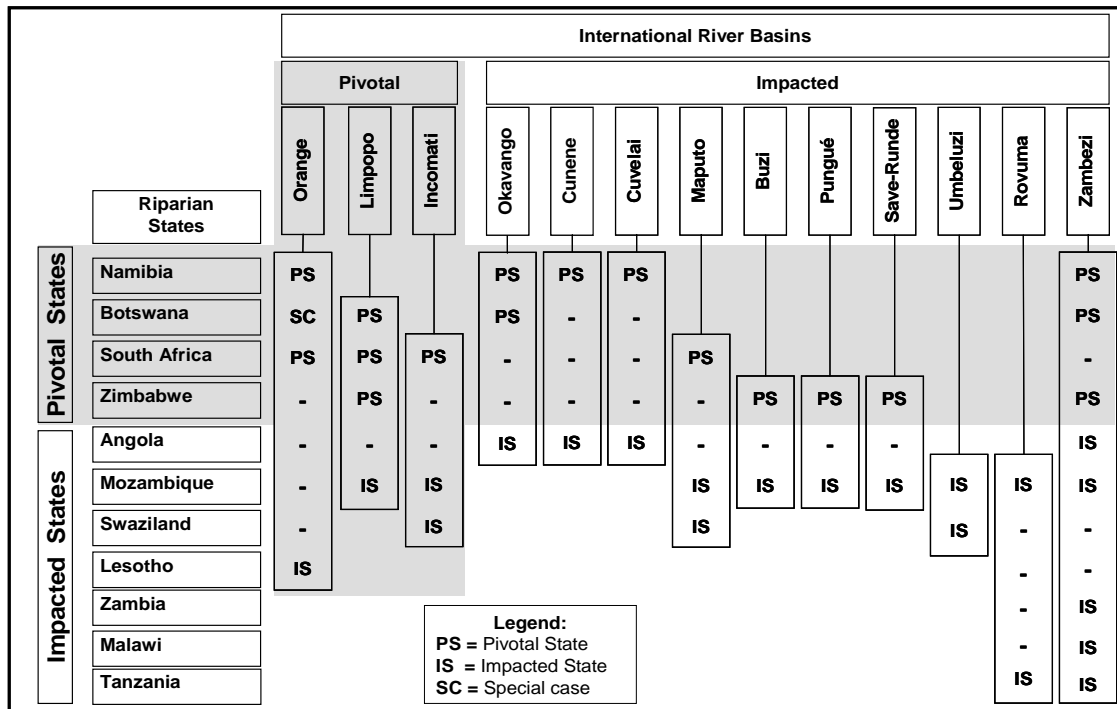 International River Basins
Pivotal
Impacted
Orange
Limpopo
Incomati
Okavango
Cunene
Cuvelai
Maputo
Buzi
Pungué
Save-Runde
Umbeluzi
Rovuma
Zambezi
Riparian
States
Pivotal States
Namibia PS PS PS PS PS
Botswana SC PS PS - - PS
South Africa PS PS PS - - - PS -
Zimbabwe - PS - - - - - PS PS PS PS
Impacted States
Angola - - - IS IS IS - - - - IS
Mozambique - IS IS IS IS IS IS IS IS IS
Swaziland - IS IS IS - -
Lesotho IS - -
Zambia - IS
Malawi - IS
Tanzania IS IS
Legend:
PS = Pivotal State
IS = Impacted State
SC = Special case